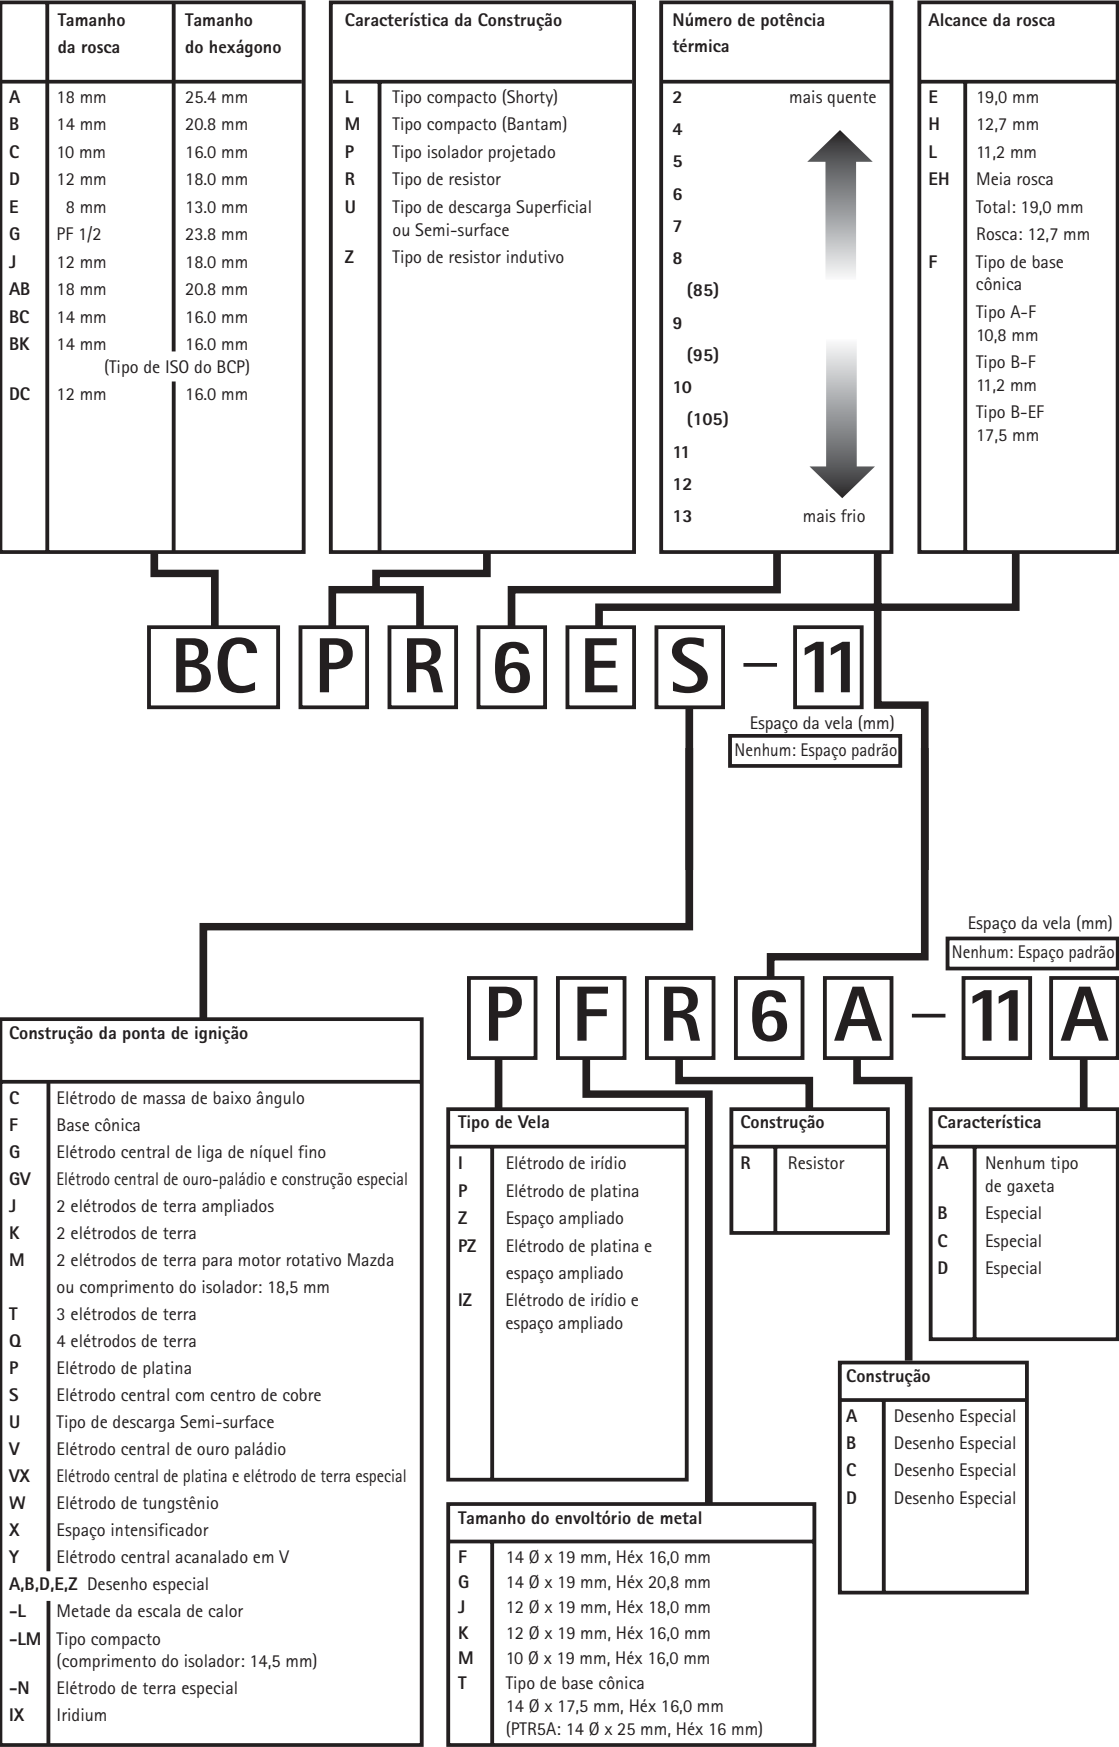 Tamanho da rosca
Tamanho do hexágono
A 18 mm 25.4 mm
B 14 mm 20.8 mm
C 10 mm 16.0 mm
D 12 mm 18.0 mm
E 8 mm 13.0 mm
G PF 1/2 23.8 mm
J 12 mm 18.0 mm
AB 18 mm 20.8 mm
BC 14 mm 16.0 mm
BK 14 mm 16.0 mm
(Tipo de ISO do BCP)
DC 12 mm 16.0 mm
Característica da Construção
L Tipo compacto (Shorty)
M Tipo compacto (Bantam)
P Tipo isolador projetado
R Tipo de resistor
U Tipo de descarga Superficial
ou Semi-surface
Z Tipo de resistor indutivo
Número de potência
térmica
2 mais quente
4
5
6
7
8
(85)
9
(95)
10
(105)
11
12
13 mais frio
Alcance da rosca
E 19,0 mm
H 12,7 mm
L 11,2 mm
EH Meia rosca
Total: 19,0 mm
Rosca: 12,7 mm
F Tipo de base
cônica
Tipo A-F
10,8 mm
Tipo B-F
11,2 mm
Tipo B-EF
17,5 mm
BC P R 6 E S – 11
Espaço da vela (mm)
Nenhum: Espaço padrão
Espaço da vela (mm)
Nenhum: Espaço padrão
P F R 6 A – 11 A
Construção da ponta de ignição
C Elétrodo de massa de baixo ângulo
F Base cônica
G Elétrodo central de liga de níquel fino
GV Elétrodo central de ouro-paládio e construção especial
J 2 elétrodos de terra ampliados
K 2 elétrodos de terra
M 2 elétrodos de terra para motor rotativo Mazda
ou comprimento do isolador: 18,5 mm
T 3 elétrodos de terra
Q 4 elétrodos de terra
P Elétrodo de platina
S Elétrodo central com centro de cobre
U Tipo de descarga Semi-surface
V Elétrodo central de ouro paládio
VX Elétrodo central de platina e elétrodo de terra especial
W Elétrodo de tungstênio
X Espaço intensificador
Y Elétrodo central acanalado em V
A,B,D,E,Z Desenho especial
-L Metade da escala de calor
-LM Tipo compacto
(comprimento do isolador: 14,5 mm)
-N Elétrodo de terra especial
IX Iridium
Tipo de Vela
I Elétrodo de irídio
P Elétrodo de platina
Z Espaço ampliado
PZ Elétrodo de platina e
espaço ampliado
IZ Elétrodo de irídio e
espaço ampliado
Construção
R Resistor
Característica
A Nenhum tipo
de gaxeta
B Especial
C Especial
D Especial
Construção
A Desenho Especial
B Desenho Especial
C Desenho Especial
D Desenho Especial
Tamanho do envoltório de metal
F 14 Ø x 19 mm, Héx 16,0 mm
G 14 Ø x 19 mm, Héx 20,8 mm
J 12 Ø x 19 mm, Héx 18,0 mm
K 12 Ø x 19 mm, Héx 16,0 mm
M 10 Ø x 19 mm, Héx 16,0 mm
T Tipo de base cônica
14 Ø x 17,5 mm, Héx 16,0 mm
(PTR5A: 14 Ø x 25 mm, Héx 16 mm)